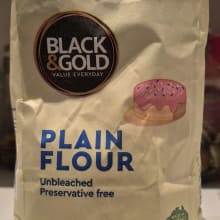 BLACK
&GOLD
VALUE EVERYDAY
PLAIN
FLOUR
Unbleached
Preservative free